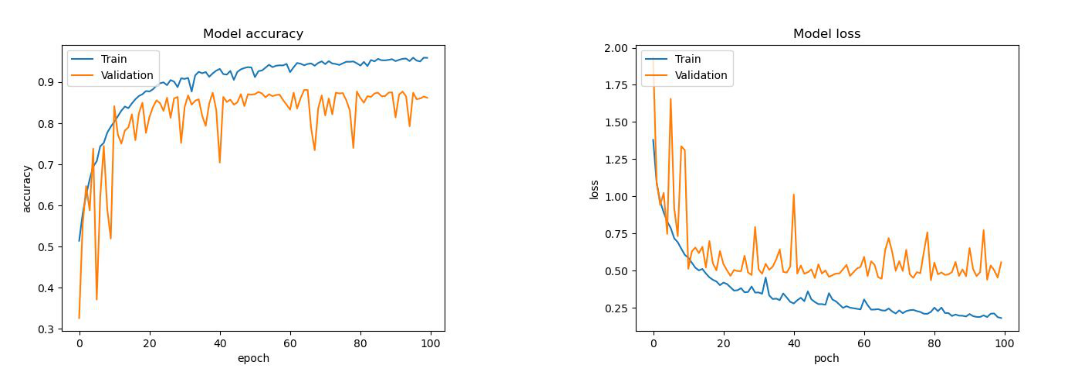 Model accuracy
Train
Validation
0.9
0.8
0.7
0.6
0.5
0.4
0.3
accuracy
0
20
40
60
80
100
epoch
Model loss
Train
Validation
2.00
1.75
1.50
1.25
1.00
0.75
0.50
0.25
loss
0
20
40
60
80
100
poch